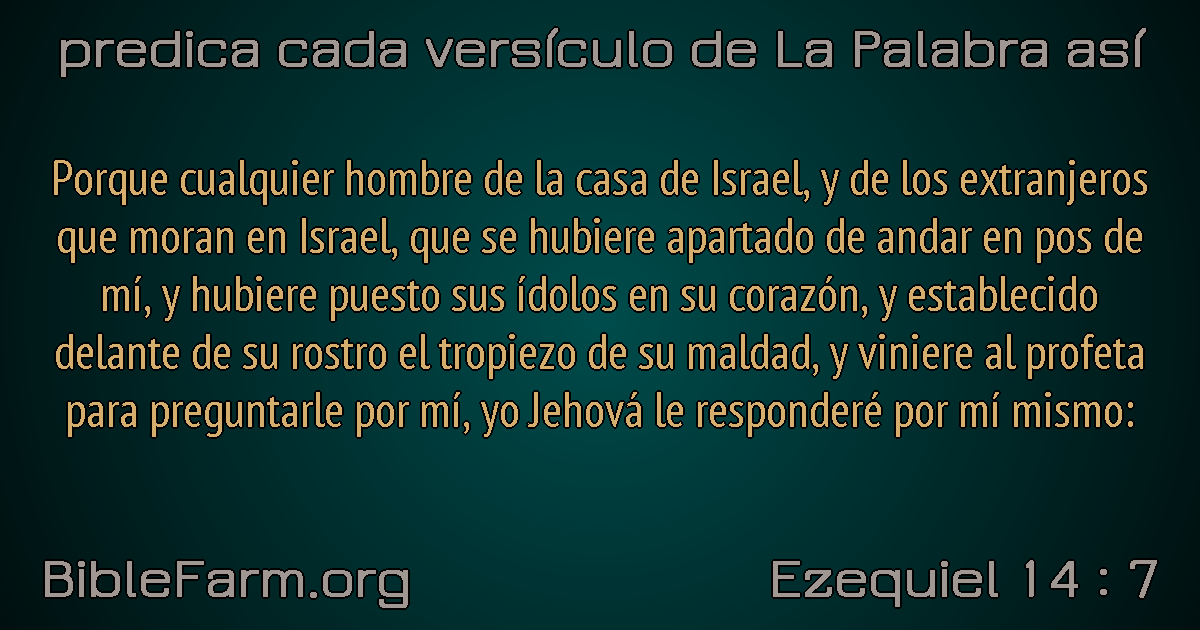 predica cada versículo de La Palabra así
Porque cualquier hombre de la casa de Israel, y de los extranjeros
que moran en Israel, que se hubiere apartado de andar en pos de
mí, y hubiere puesto sus ídolos en su corazón, y establecido
delante de su rostro el tropiezo de su maldad, y viniere al profeta
para preguntarle por mí, yo Jehová le responderé por mí mismo:
BibleFarm.org
Ezequiel 14 : 7